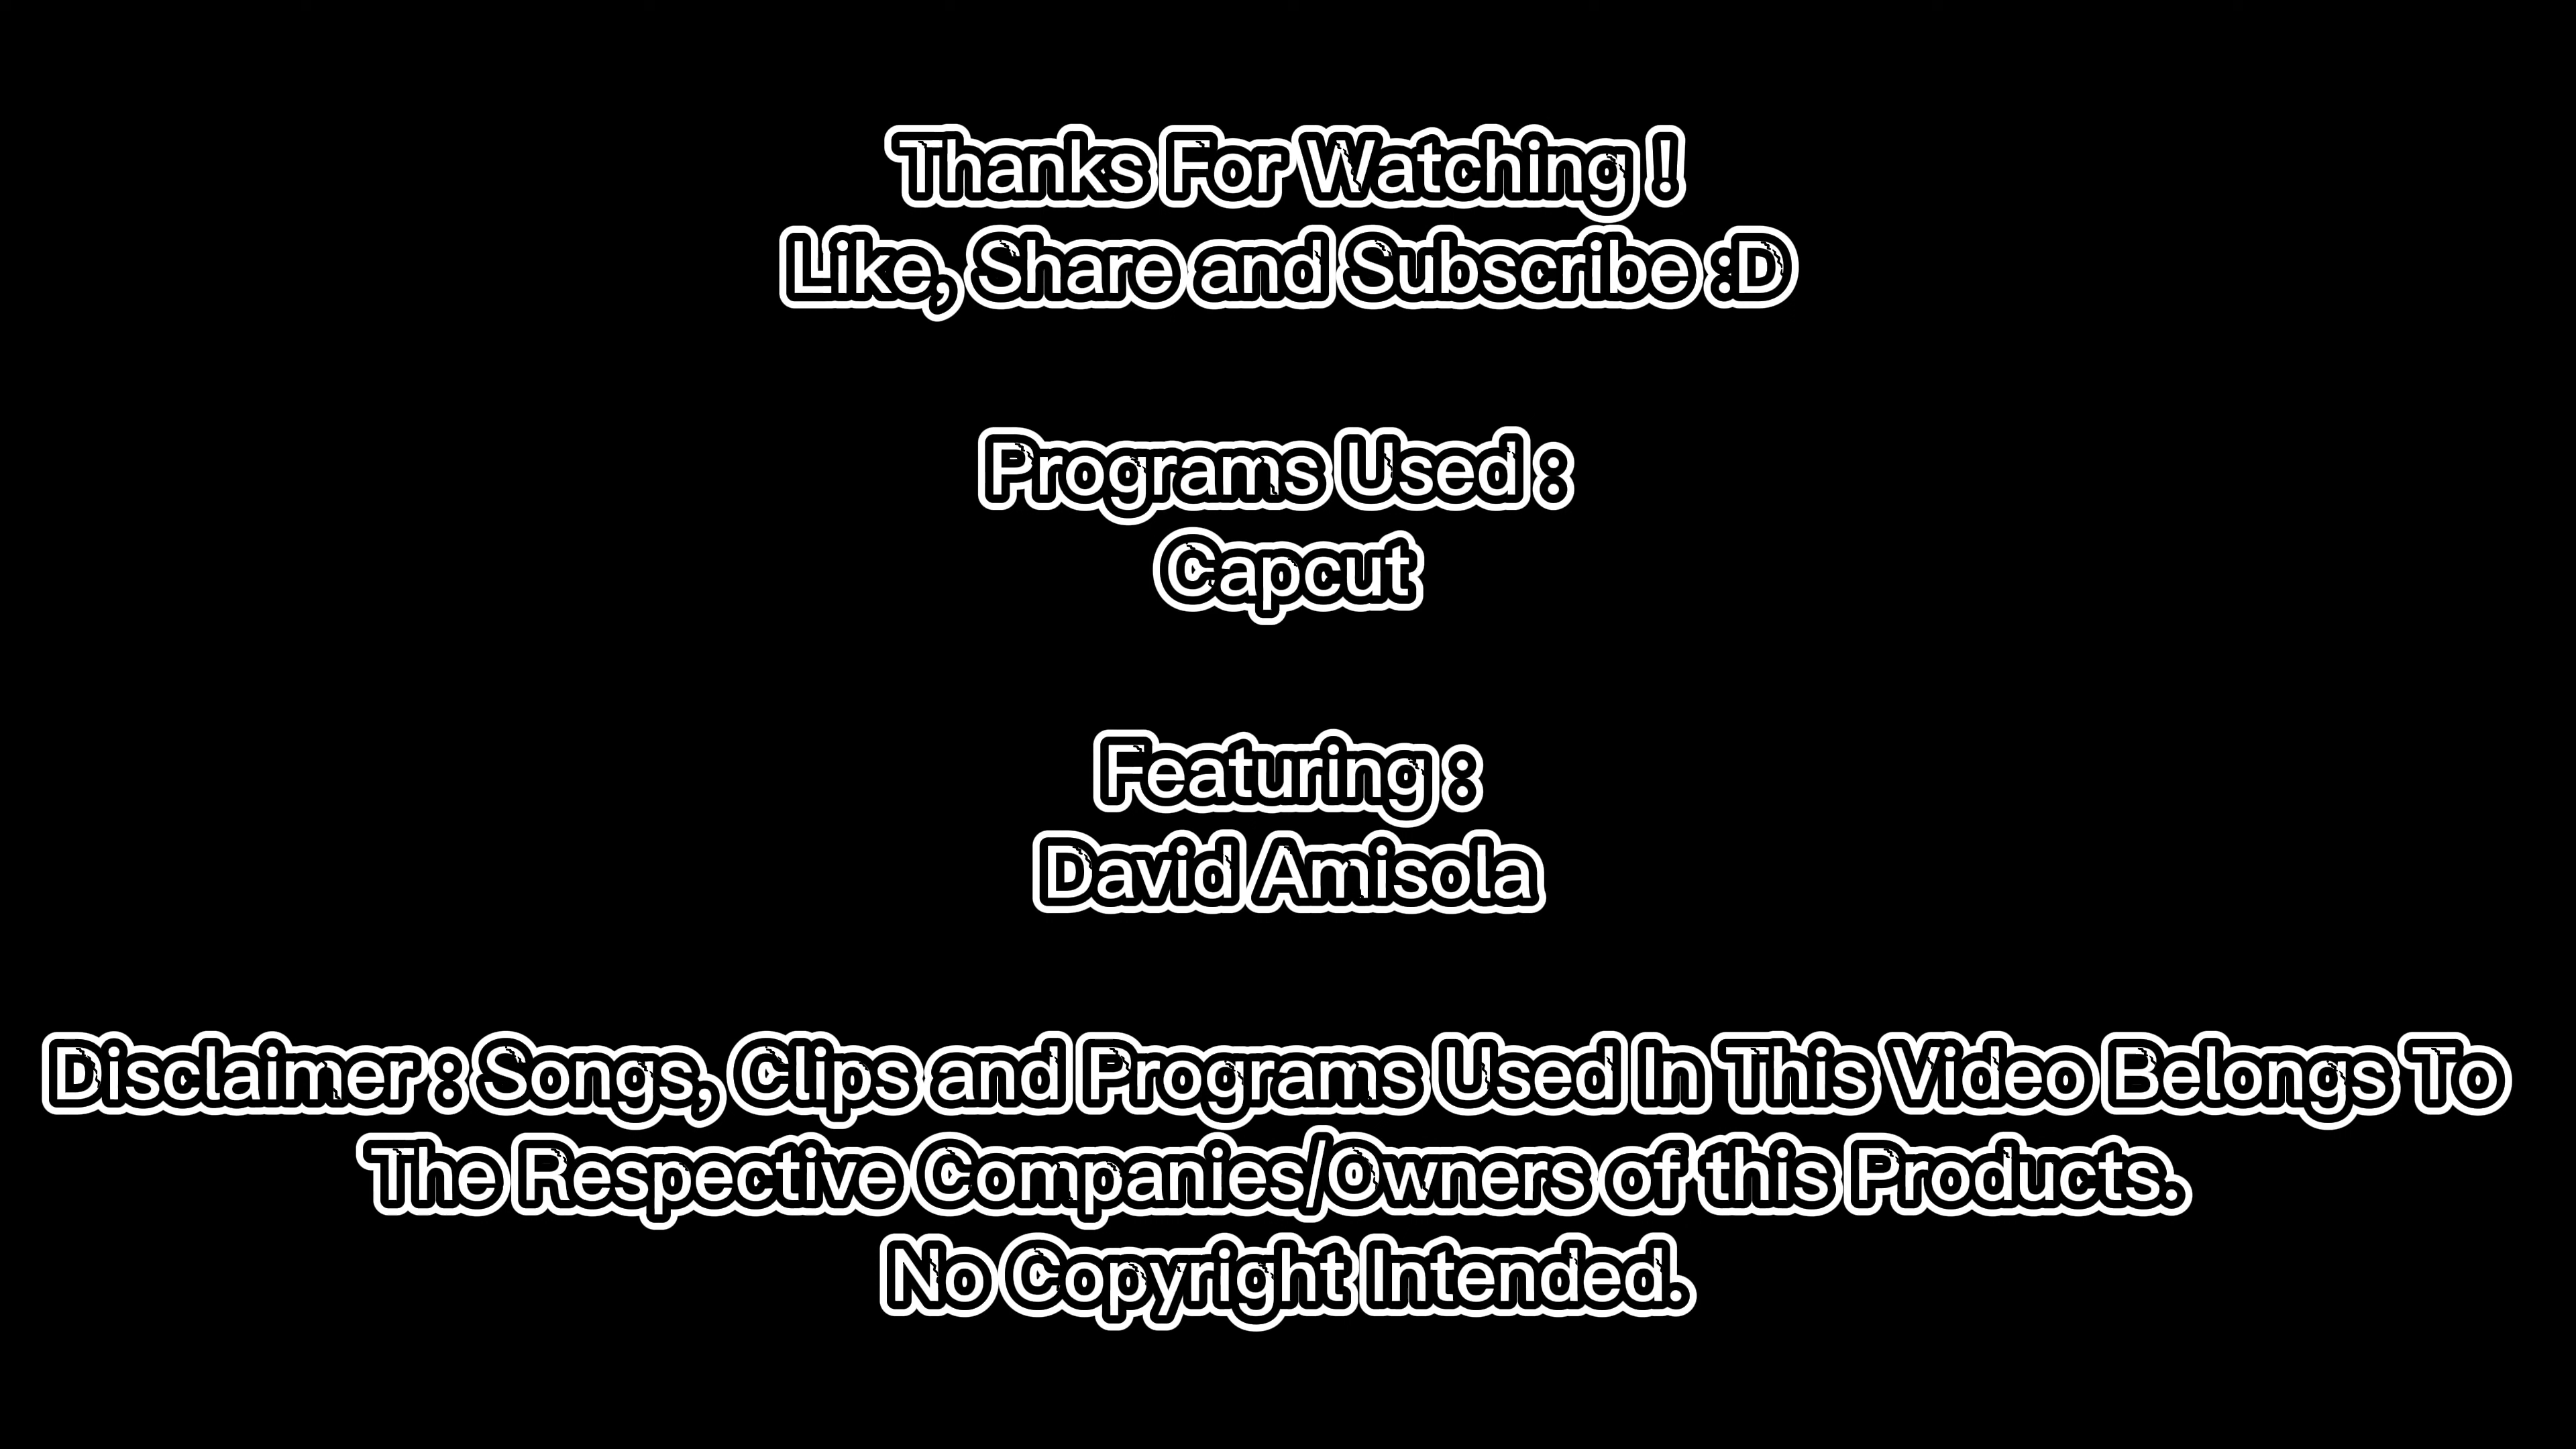 Thanks For Watching !
Like, Share and Subscribe :D
Programs Used :
Capcut
Featuring :
David Amisola
Disclaimer : Songs, Clips and Programs Used In This Video Belongs To
The Respective Companies/Owners of this Products.
No Copyright Intended.